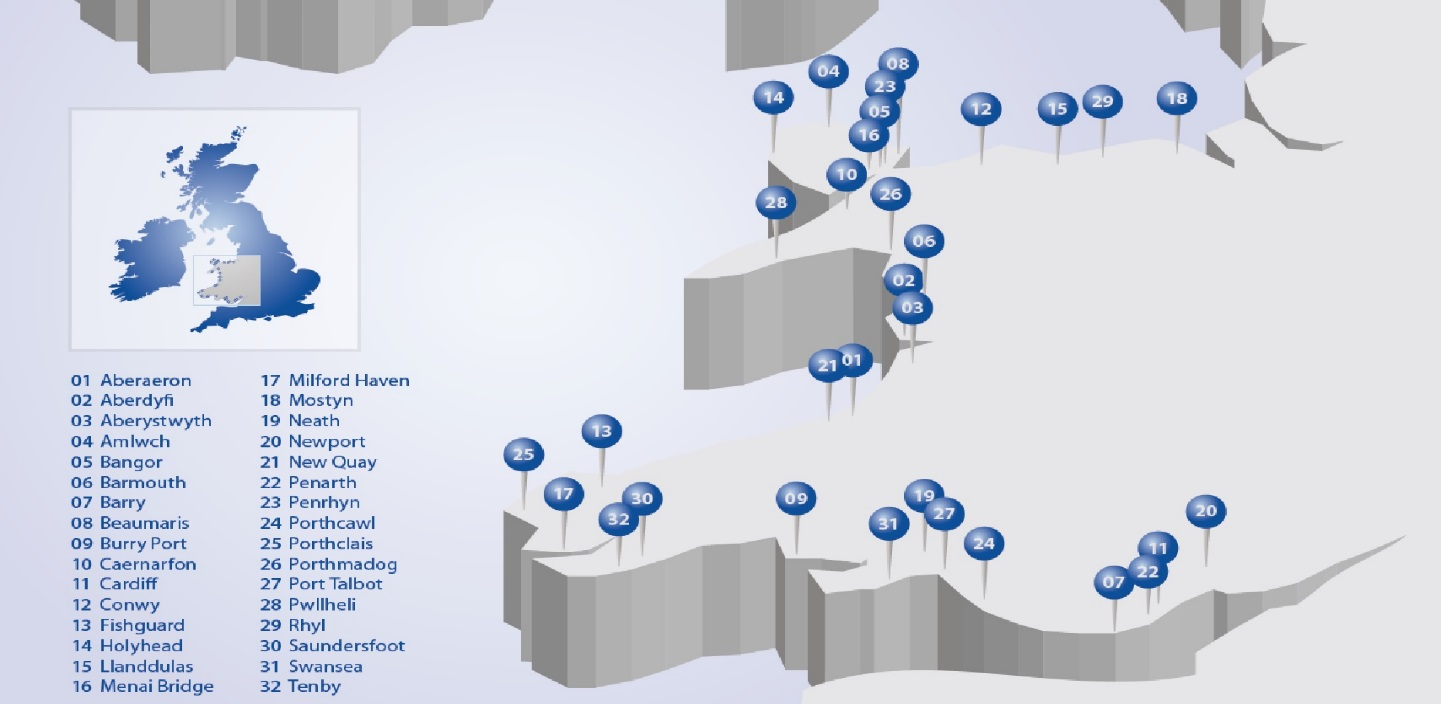 04
08
23
14
05
12
15
29
18
16
10
26
28
06
02
03
21
01
13
25
17
30
32
09
31
19
27
24
20
11
22
07
01 Aberaeron
02 Aberdyfi
03 Aberystwyth
04 Amlwch
05 Bangor
06 Barmouth
07 Barry
08 Beaumaris
09 Burry Port
10 Caernarfon
11 Cardiff
12 Conwy
13 Fishguard
14 Holyhead
15 Llanddulas
16 Menai Bridge
17 Milford Haven
18 Mostyn
19 Neath
20 Newport
21 New Quay
22 Penarth
23 Penrhyn
24 Porthcawl
25 Porthclais
26 Porthmadog
27 Port Talbot
28 Pwllheli
29 Rhyl
30 Saundersfoot
31 Swansea
32 Tenby